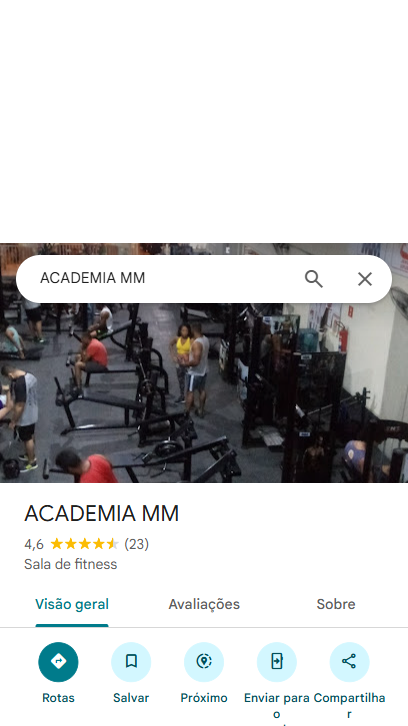 ACADEMIA MM
ACADEMIA MM
4,6 (23)
Sala de fitness
Visão geral Avaliações Sobre
Rotas Salvar Próximo Enviar para Compartilha
o r